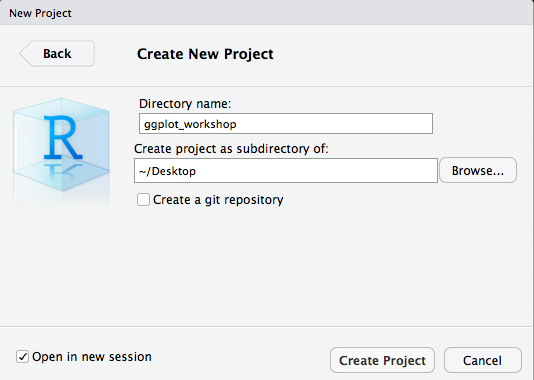 New Project
Back
Create New Project
R
Directory name:
ggplot_workshop
Create project as subdirectory of:
~/Desktop
Browse...
Create a git repository
Open in new session
Create Project
Cancel